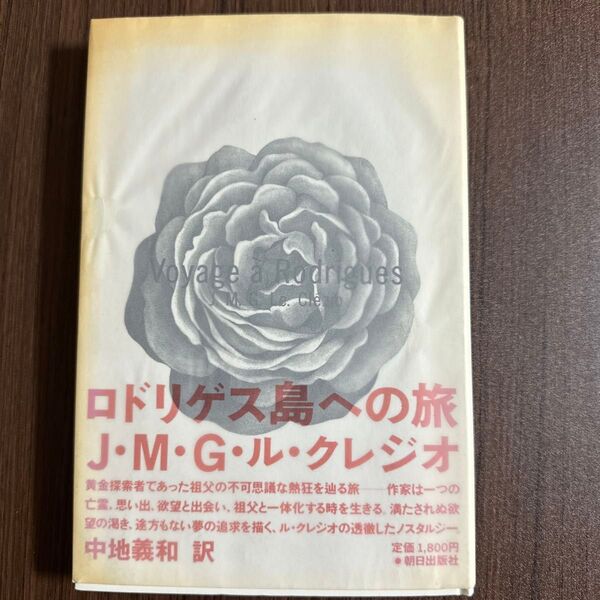 Voyage à Rodrigues
J. M. G. Le. Clézio
ロドリゲス島への旅
J・M・G・ル・クレジオ
黄金探索者であった祖父の不可思議な熱狂を辿る旅——作家は一つの
亡霊、思い出、欲望と出会い、祖父と一体化する時を生きる。満たされぬ欲
望の渇き、途方もない夢の追求を描く、ル・クレジオの透徹したノスタルジー。
中地義和 訳
定価1,800円
●朝日出版社